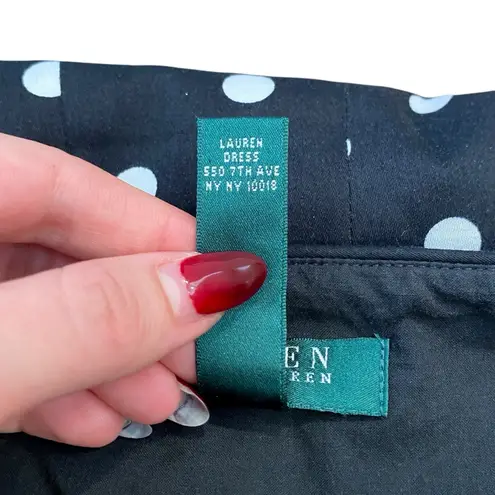 LAUREN
DRESS
550 7TH AVE
NY NY 10018
EN
REN